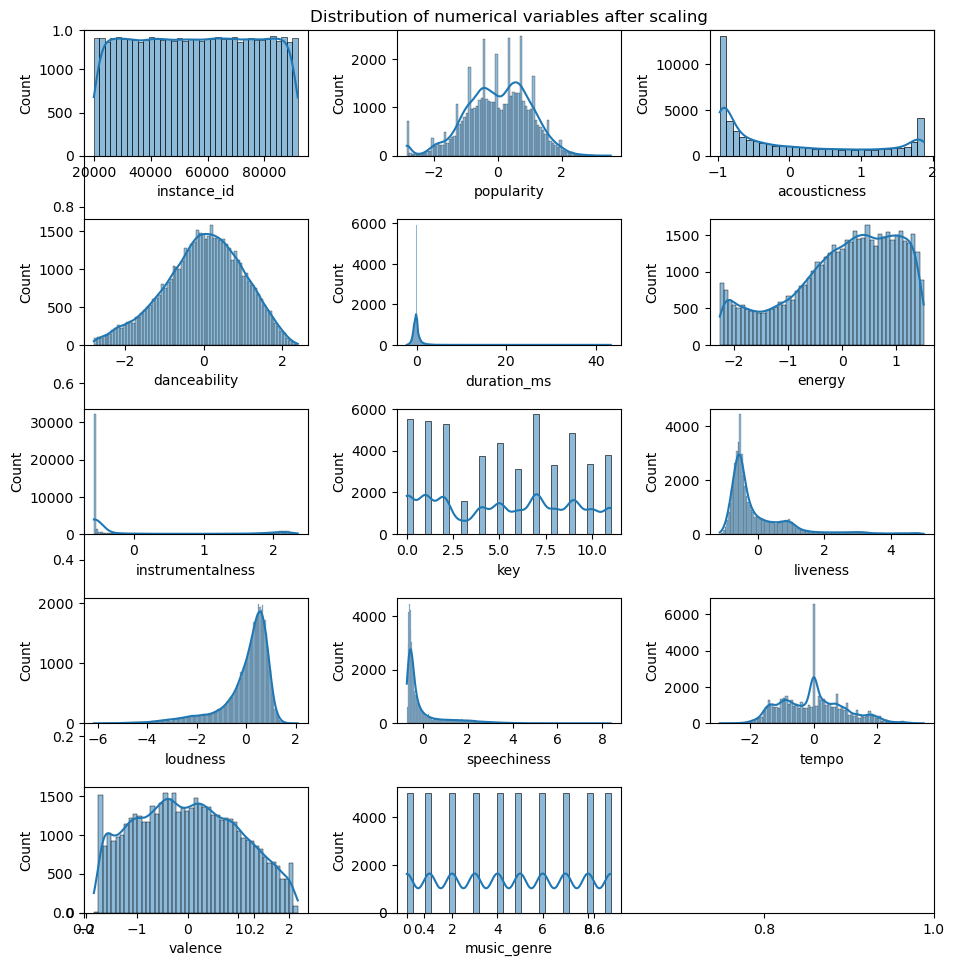 Distribution of numerical variables after scaling
1.0
1000
500
0
Count
20000 40000 60000 80000
instance_id
2000
1000
0
Count
−2 0 2
popularity
10000
5000
0
Count
−1 0 1 2
acousticness
0.8
1500
1000
500
0
Count
−2 0 2
danceability
6000
4000
2000
0
Count
0 20 40
duration_ms
1500
1000
500
0
Count
−2 −1 0 1
energy
0.6
30000
20000
10000
0
Count
0 1 2
instrumentalness
6000
4000
2000
0
Count
0.0 2.5 5.0 7.5 10.0
key
4000
2000
0
Count
0 2 4
liveness
0.4
2000
1000
0
Count
−6 −4 −2 0 2
loudness
4000
2000
0
Count
0 2 4 6 8
speechiness
6000
4000
2000
0
Count
−2 0 2
tempo
0.2
1500
1000
500
0
Count
−1 0 1 0.2 2
valence
4000
2000
0
Count
0 0.4 2 4 6 0.6
music_genre
0.8 1.0